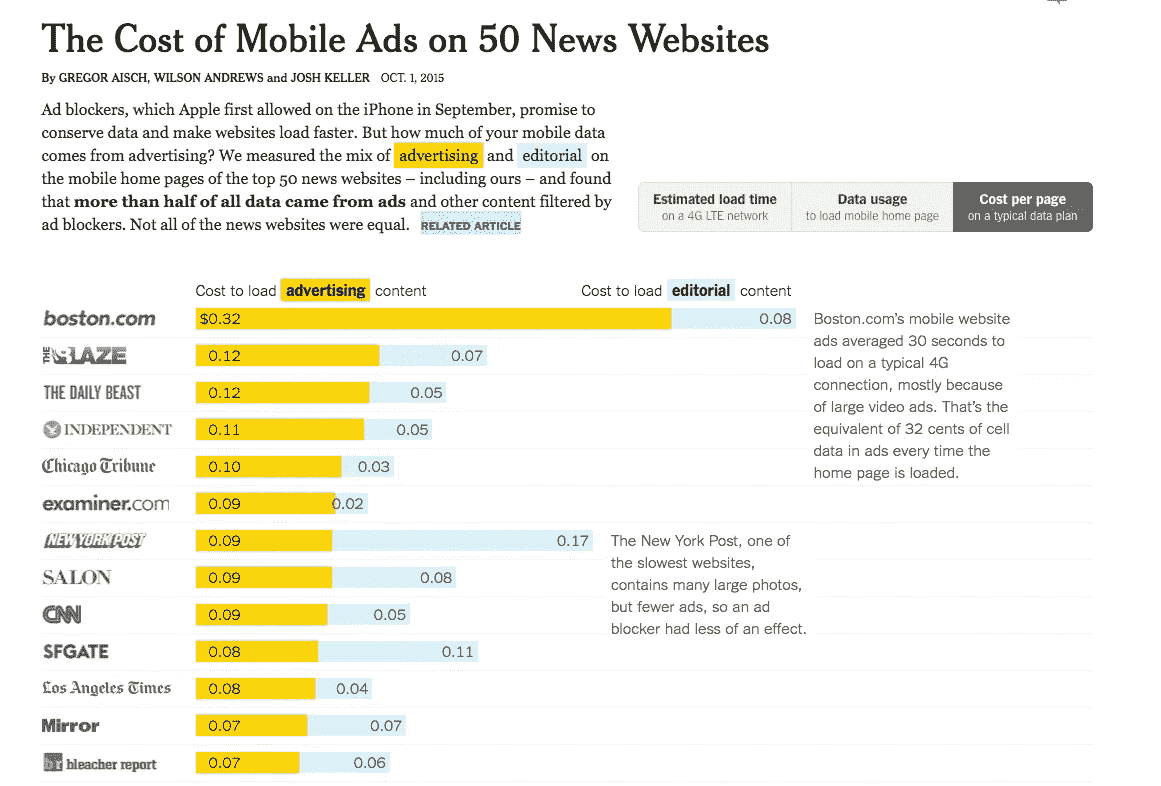 The Cost of Mobile Ads on 50 News Websites
By GREGOR AISCH, WILSON ANDREWS and JOSH KELLER OCT. 1, 2015
Ad blockers, which Apple first allowed on the iPhone in September, promise to
conserve data and make websites load faster. But how much of your mobile data
comes from advertising? We measured the mix of advertising and editorial on
the mobile home pages of the top 50 news websites – including ours – and found
that more than half of all data came from ads and other content filtered by
ad blockers. Not all of the news websites were equal. RELATED ARTICLE
Estimated load time
on a 4G LTE network
Data usage
to load mobile home page
Cost per page
on a typical data plan
Cost to load advertising content
Cost to load editorial content
boston.com $0.32 0.08
Boston.com's mobile website
ads averaged 30 seconds to
load on a typical 4G
connection, mostly because
of large video ads. That's the
equivalent of 32 cents of cell
data in ads every time the
home page is loaded.
THE BLAZE 0.12 0.07
THE DAILY BEAST 0.12 0.05
INDEPENDENT 0.11 0.05
Chicago Tribune 0.10 0.03
examiner.com 0.09 0.02
NEW YORK POST 0.09 0.17
The New York Post, one of
the slowest websites,
contains many large photos,
but fewer ads, so an ad
blocker had less of an effect.
SALON 0.09 0.08
CNN 0.09 0.05
SFGATE 0.08 0.11
Los Angeles Times 0.08 0.04
Mirror 0.07 0.07
br bleacher report 0.07 0.06